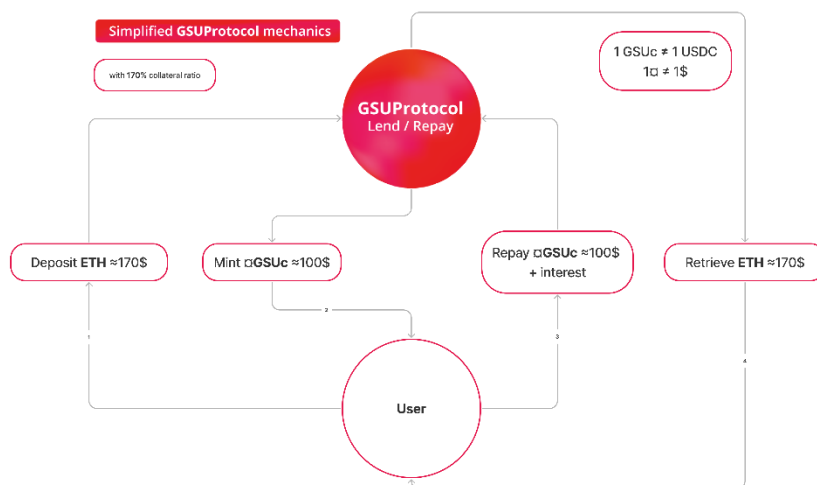 Simplified GSUProtocol mechanics
with 170% collateral ratio
GSUProtocol
Lend / Repay
1 GSUc ≠ 1 USDC
1¤ ≠ 1$
Deposit ETH ≈170$
Mint ¤GSUc ≈100$
Repay ¤GSUc ≈100$
+ interest
Retrieve ETH ≈170$
1
2
3
4
User